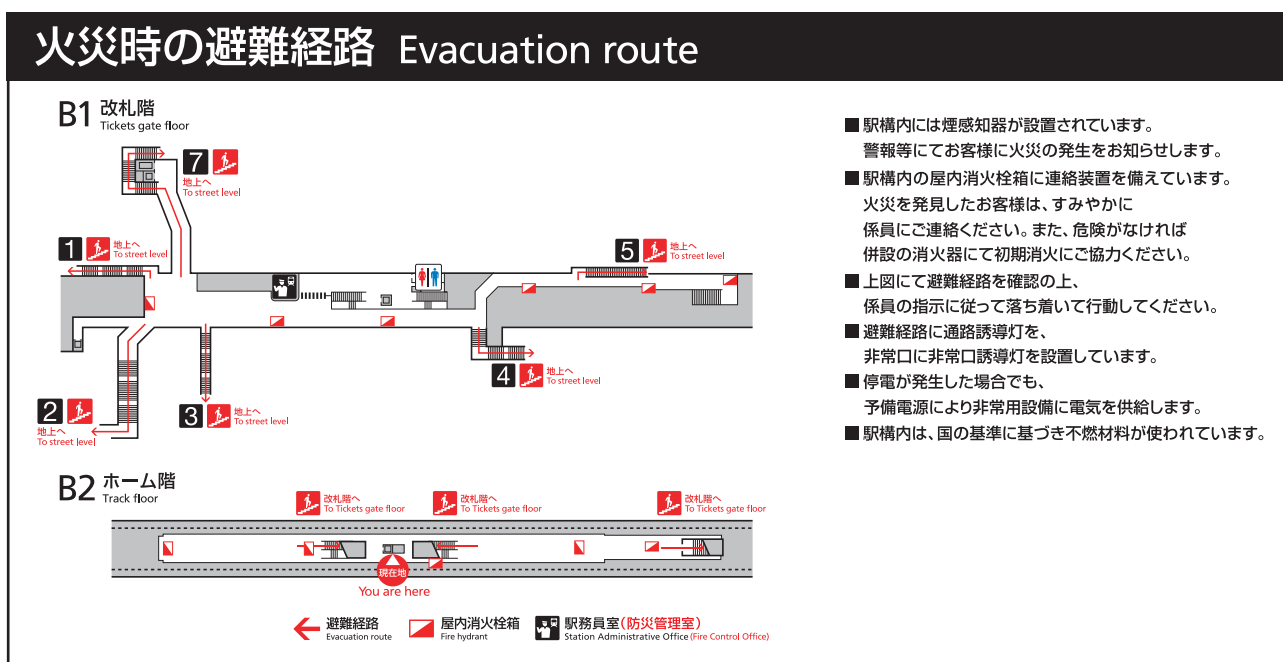 火災時の避難経路 Evacuation route
B1 改札階
Tickets gate floor
7
地上へ
To street level
1
地上へ
To street level
5
地上へ
To street level
4
地上へ
To street level
2
地上へ
To street level
3
地上へ
To street level
B2 ホーム階
Track floor
改札階へ
To Tickets gate floor
改札階へ
To Tickets gate floor
改札階へ
To Tickets gate floor
現在地
You are here
避難経路
Evacuation route
屋内消火栓箱
Fire hydrant
駅務員室(防災管理室)
Station Administrative Office (Fire Control Office)
■駅構内には煙感知器が設置されています。
警報等にてお客様に火災の発生をお知らせします。
■駅構内の屋内消火栓箱に連絡装置を備えています。
火災を発見したお客様は、すみやかに
係員にご連絡ください。また、危険がなければ
併設の消火器にて初期消火にご協力ください。
■上図にて避難経路を確認の上、
係員の指示に従って落ち着いて行動してください。
■避難経路に通路誘導灯を、
非常口に非常口誘導灯を設置しています。
■停電が発生した場合でも、
予備電源により非常用設備に電気を供給します。
■駅構内は、国の基準に基づき不燃材料が使われています。